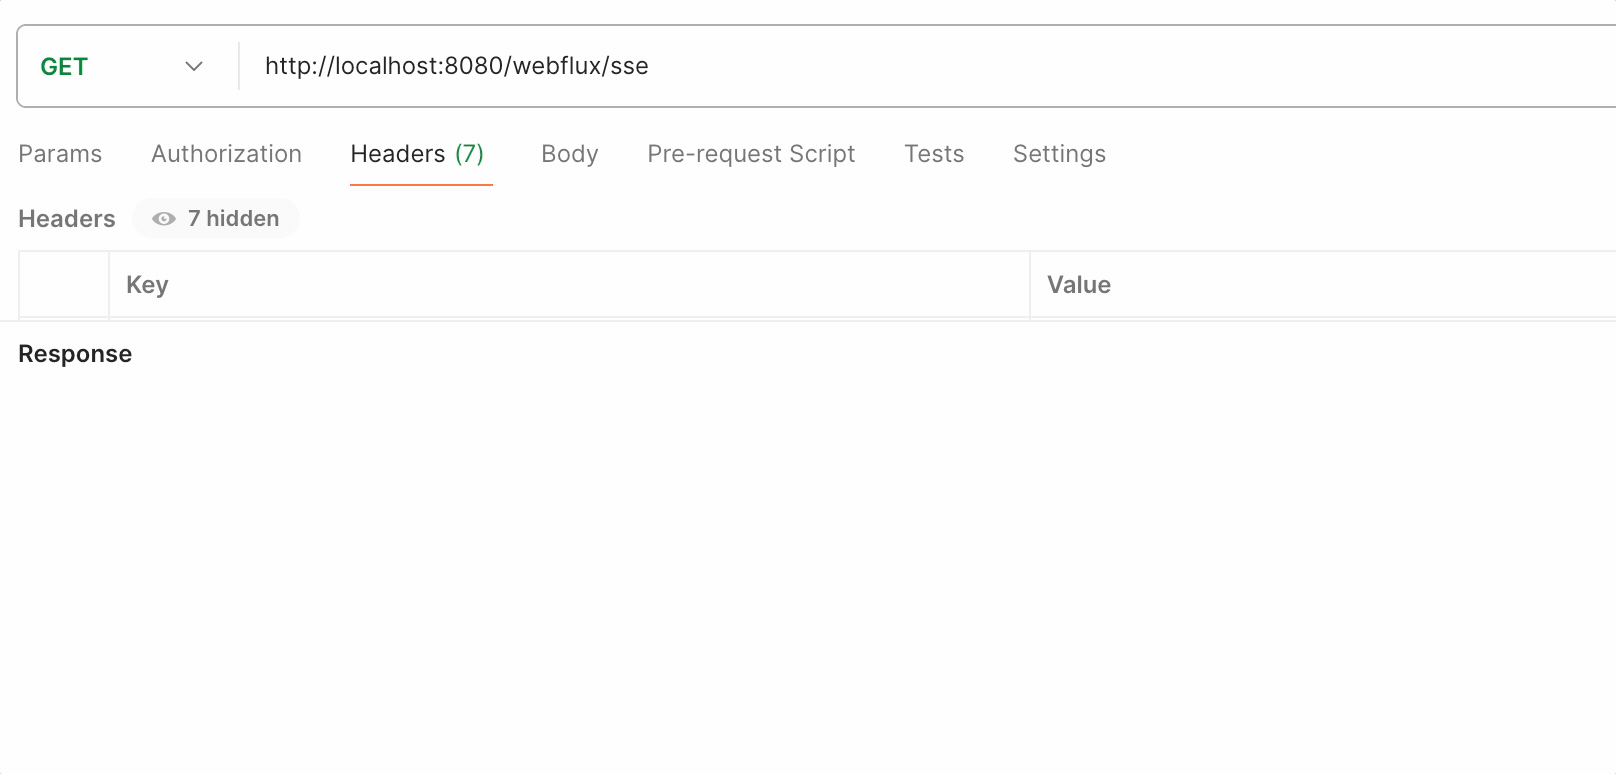 GET http://localhost:8080/webflux/sse
Params Authorization Headers (7) Body Pre-request Script Tests Settings
Headers 7 hidden
Key Value
Response